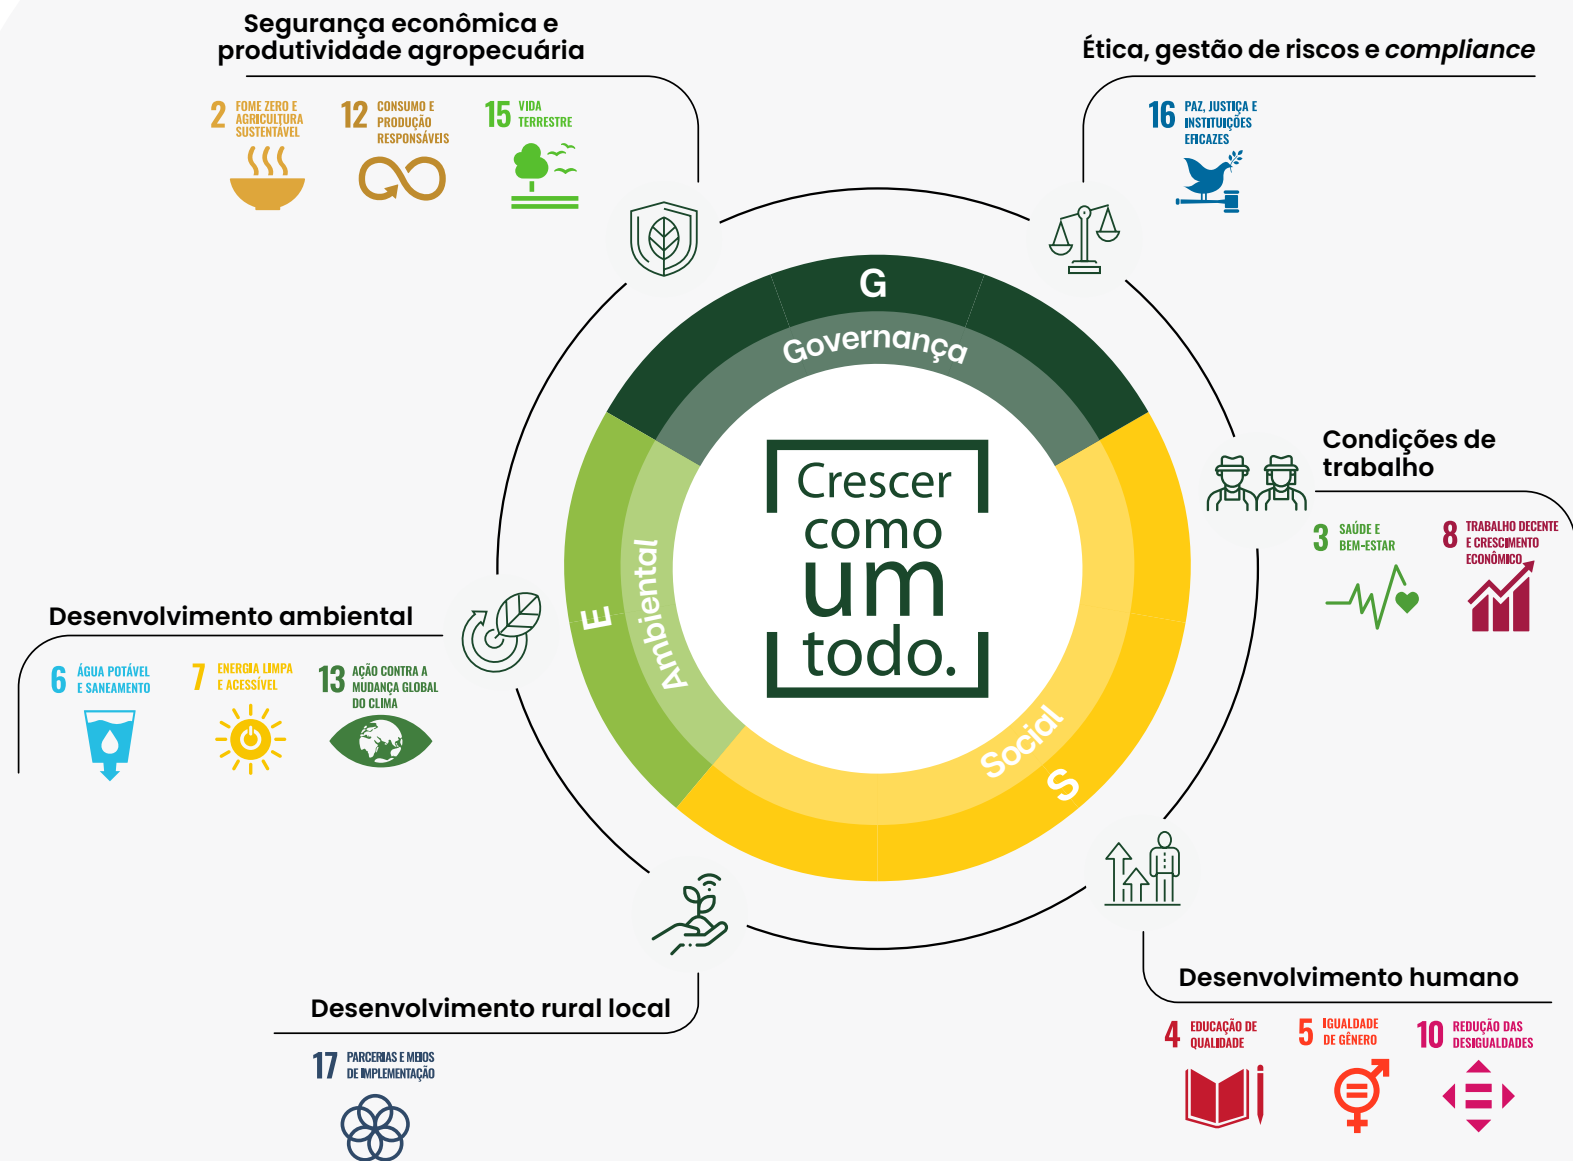 Segurança econômica e
produtividade agropecuária
2 FOME ZERO E
AGRICULTURA
SUSTENTÁVEL
12 CONSUMO E
PRODUÇÃO
RESPONSÁVEIS
15 VIDA
TERRESTRE
Ética, gestão de riscos e compliance
16 PAZ, JUSTIÇA E
INSTITUIÇÕES
EFICAZES
G
Governança
Crescer
como
um
todo.
E
Ambiental
Social
S
Condições de
trabalho
3 SAÚDE E
BEM-ESTAR
8 TRABALHO DECENTE
E CRESCIMENTO
ECONÔMICO
Desenvolvimento ambiental
6 ÁGUA POTÁVEL
E SANEAMENTO
7 ENERGIA LIMPA
E ACESSÍVEL
13 AÇÃO CONTRA A
MUDANÇA GLOBAL
DO CLIMA
Desenvolvimento rural local
17 PARCERIAS E MEIOS
DE IMPLEMENTAÇÃO
Desenvolvimento humano
4 EDUCAÇÃO DE
QUALIDADE
5 IGUALDADE
DE GÊNERO
10 REDUÇÃO DAS
DESIGUALDADES